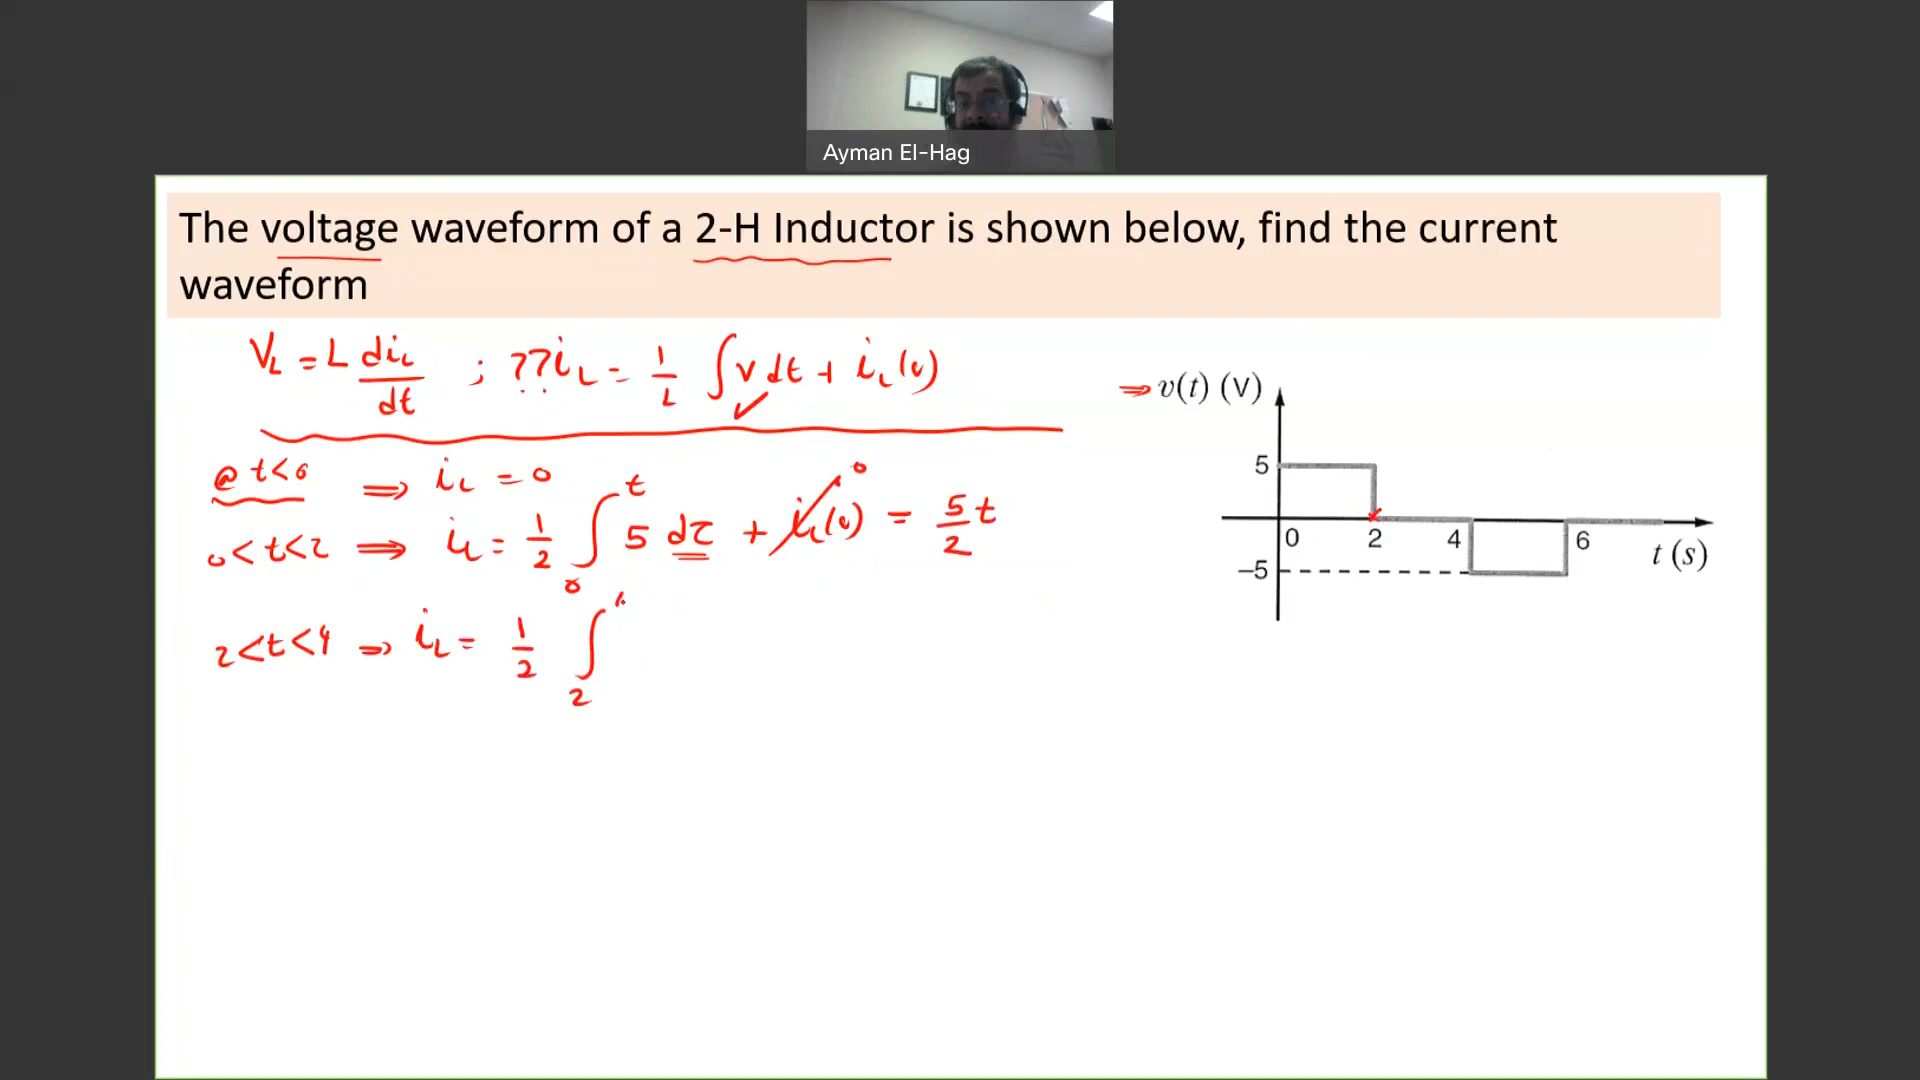 Ayman El-Hag
The voltage waveform of a 2-H Inductor is shown below, find the current
waveform
V_L = L di_L/dt ; ?? i_L = 1/L ∫ v dt + i_L(0)
@ t<0 ⇒ i_L = 0
0<t<2 ⇒ i_L = 1/2 ∫_0^t 5 dτ + i_L(0) 0 = 5/2 t
2<t<4 ⇒ i_L = 1/2 ∫_2
⇒ v(t) (V)
5
0 2 4 6
t (s)
−5